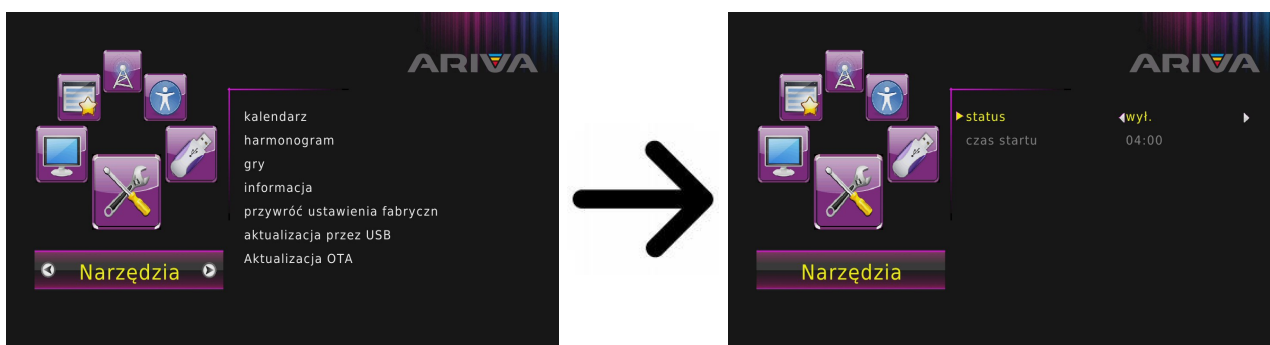 ARIVA
kalendarz
harmonogram
gry
informacja
przywróć ustawienia fabryczn
aktualizacja przez USB
Aktualizacja OTA
Narzędzia
ARIVA
status wył.
czas startu 04:00
Narzędzia